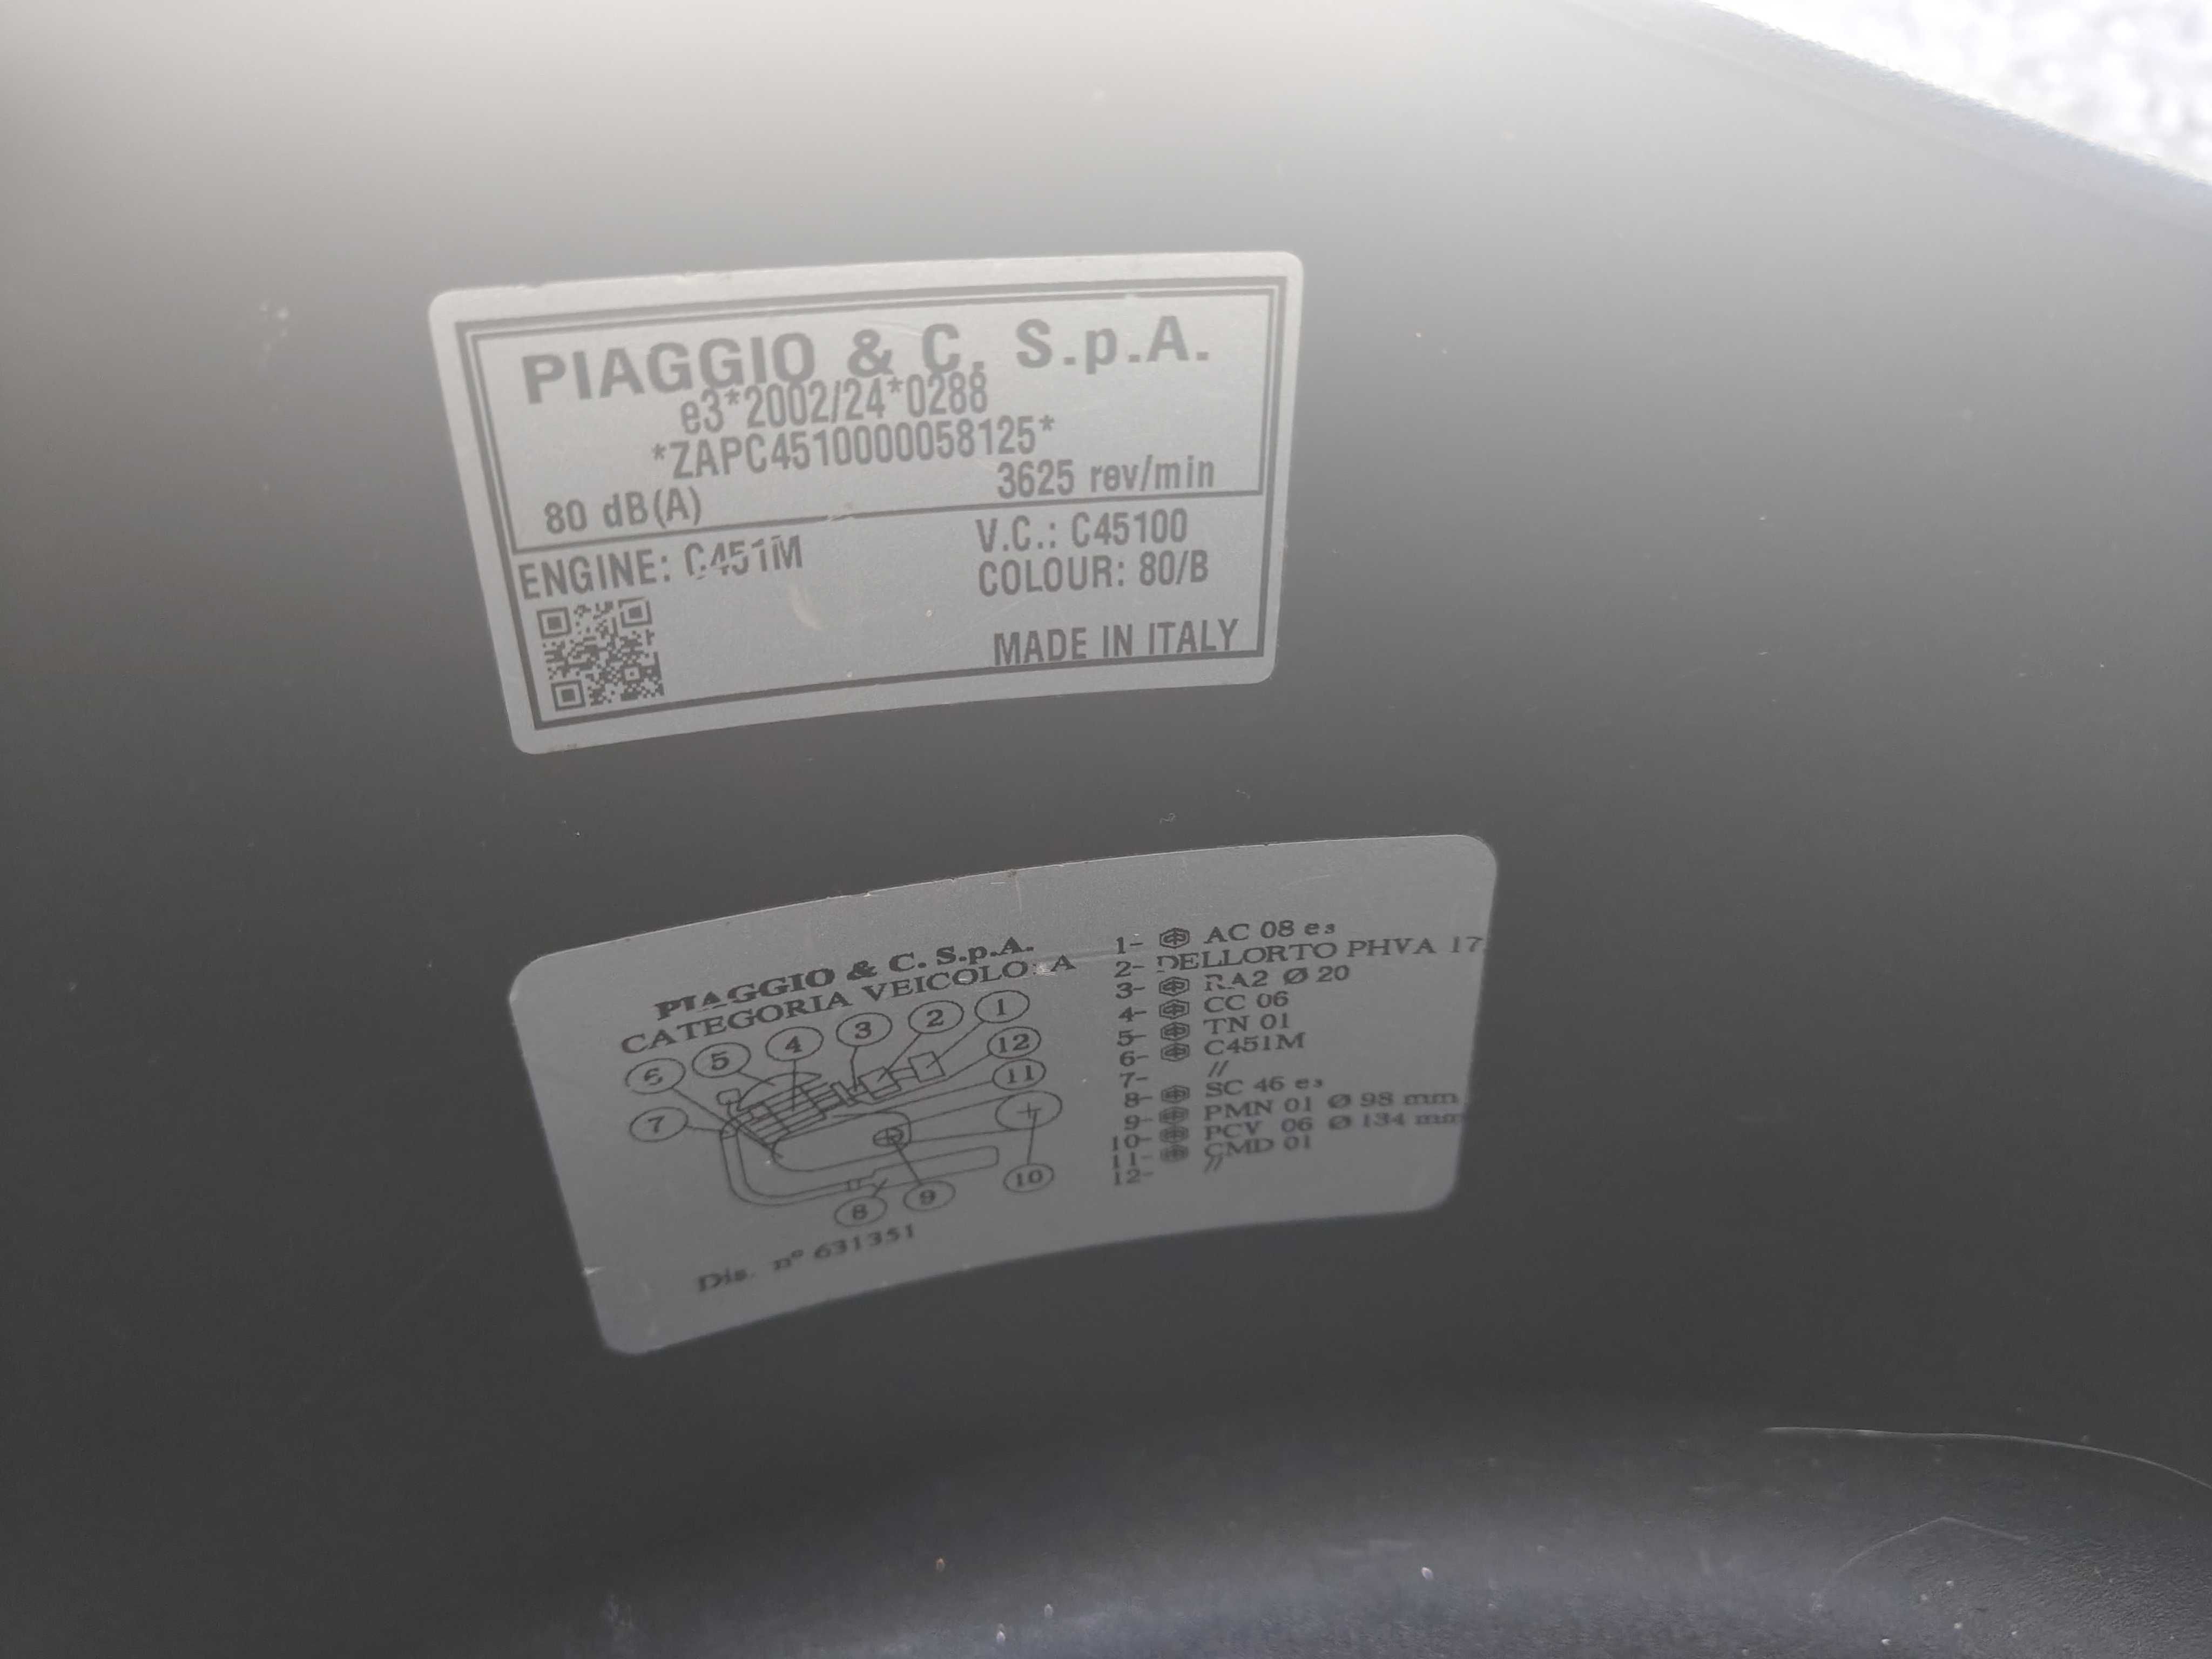 PIAGGIO & C. S.p.A.
e3*2002/24*0288
*ZAPC4510000058125*
80 dB(A) 3625 rev/min
ENGINE: C451M V.C.: C45100
COLOUR: 80/B
MADE IN ITALY
PIAGGIO & C. S.p.A.
CATEGORIA VEICOLO: A
1
2
3
4
5
6
7
8
9
10
11
12
Dis. nº 631351
1- AC 08 e3
2- DELLORTO PHVA 17.
3- RA2 Ø 20
4- CC 06
5- TN 01
6- C451M
7- //
8- SC 46 e3
9- PMN 01 Ø 98 mm
10- PCV 06 Ø 134 mm
11- CMD 01
12- //